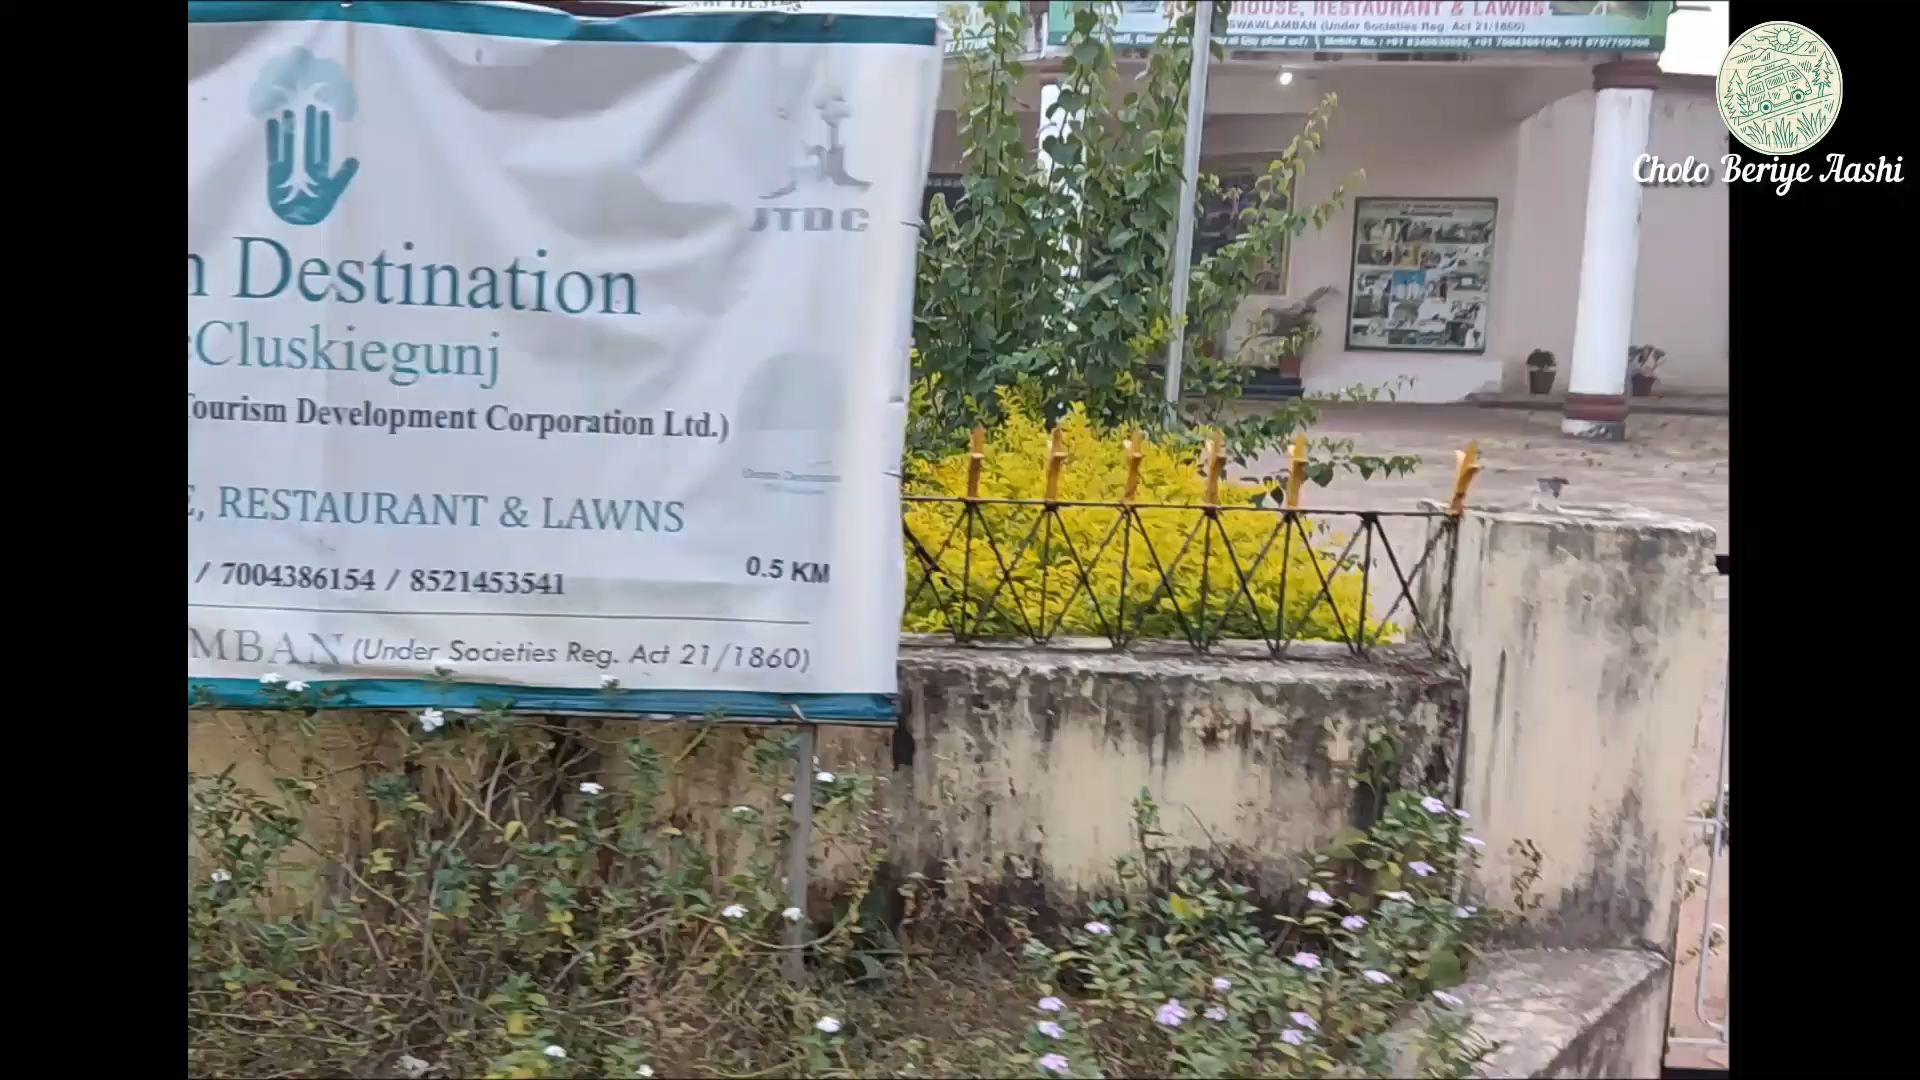 HOUSE, RESTAURANT & LAWNS
SWAWLAMBAN (Under Societies Reg. Act 21/1860)
Cholo Beriye Aashi
JTDC
n Destination
Cluskiegunj
Tourism Development Corporation Ltd.)
, RESTAURANT & LAWNS
/ 7004386154 / 8521453541
0.5 KM
MBAN (Under Societies Reg. Act 21/1860)